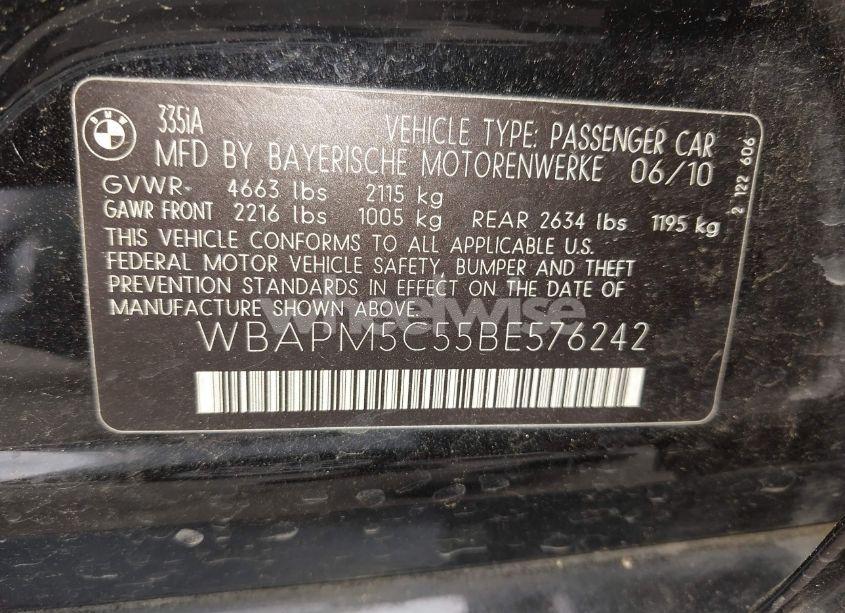 BMW
335iA VEHICLE TYPE: PASSENGER CAR
MFD BY BAYERISCHE MOTORENWERKE 06/10
GVWR- 4663 lbs 2115 kg
GAWR FRONT 2216 lbs 1005 kg REAR 2634 lbs 1195 kg
THIS VEHICLE CONFORMS TO ALL APPLICABLE U.S.
FEDERAL MOTOR VEHICLE SAFETY, BUMPER AND THEFT
PREVENTION STANDARDS IN EFFECT ON THE DATE OF
MANUFACTURE SHOWN ABOVE:
WBAPM5C55BE576242
2 122 606
wheelwise